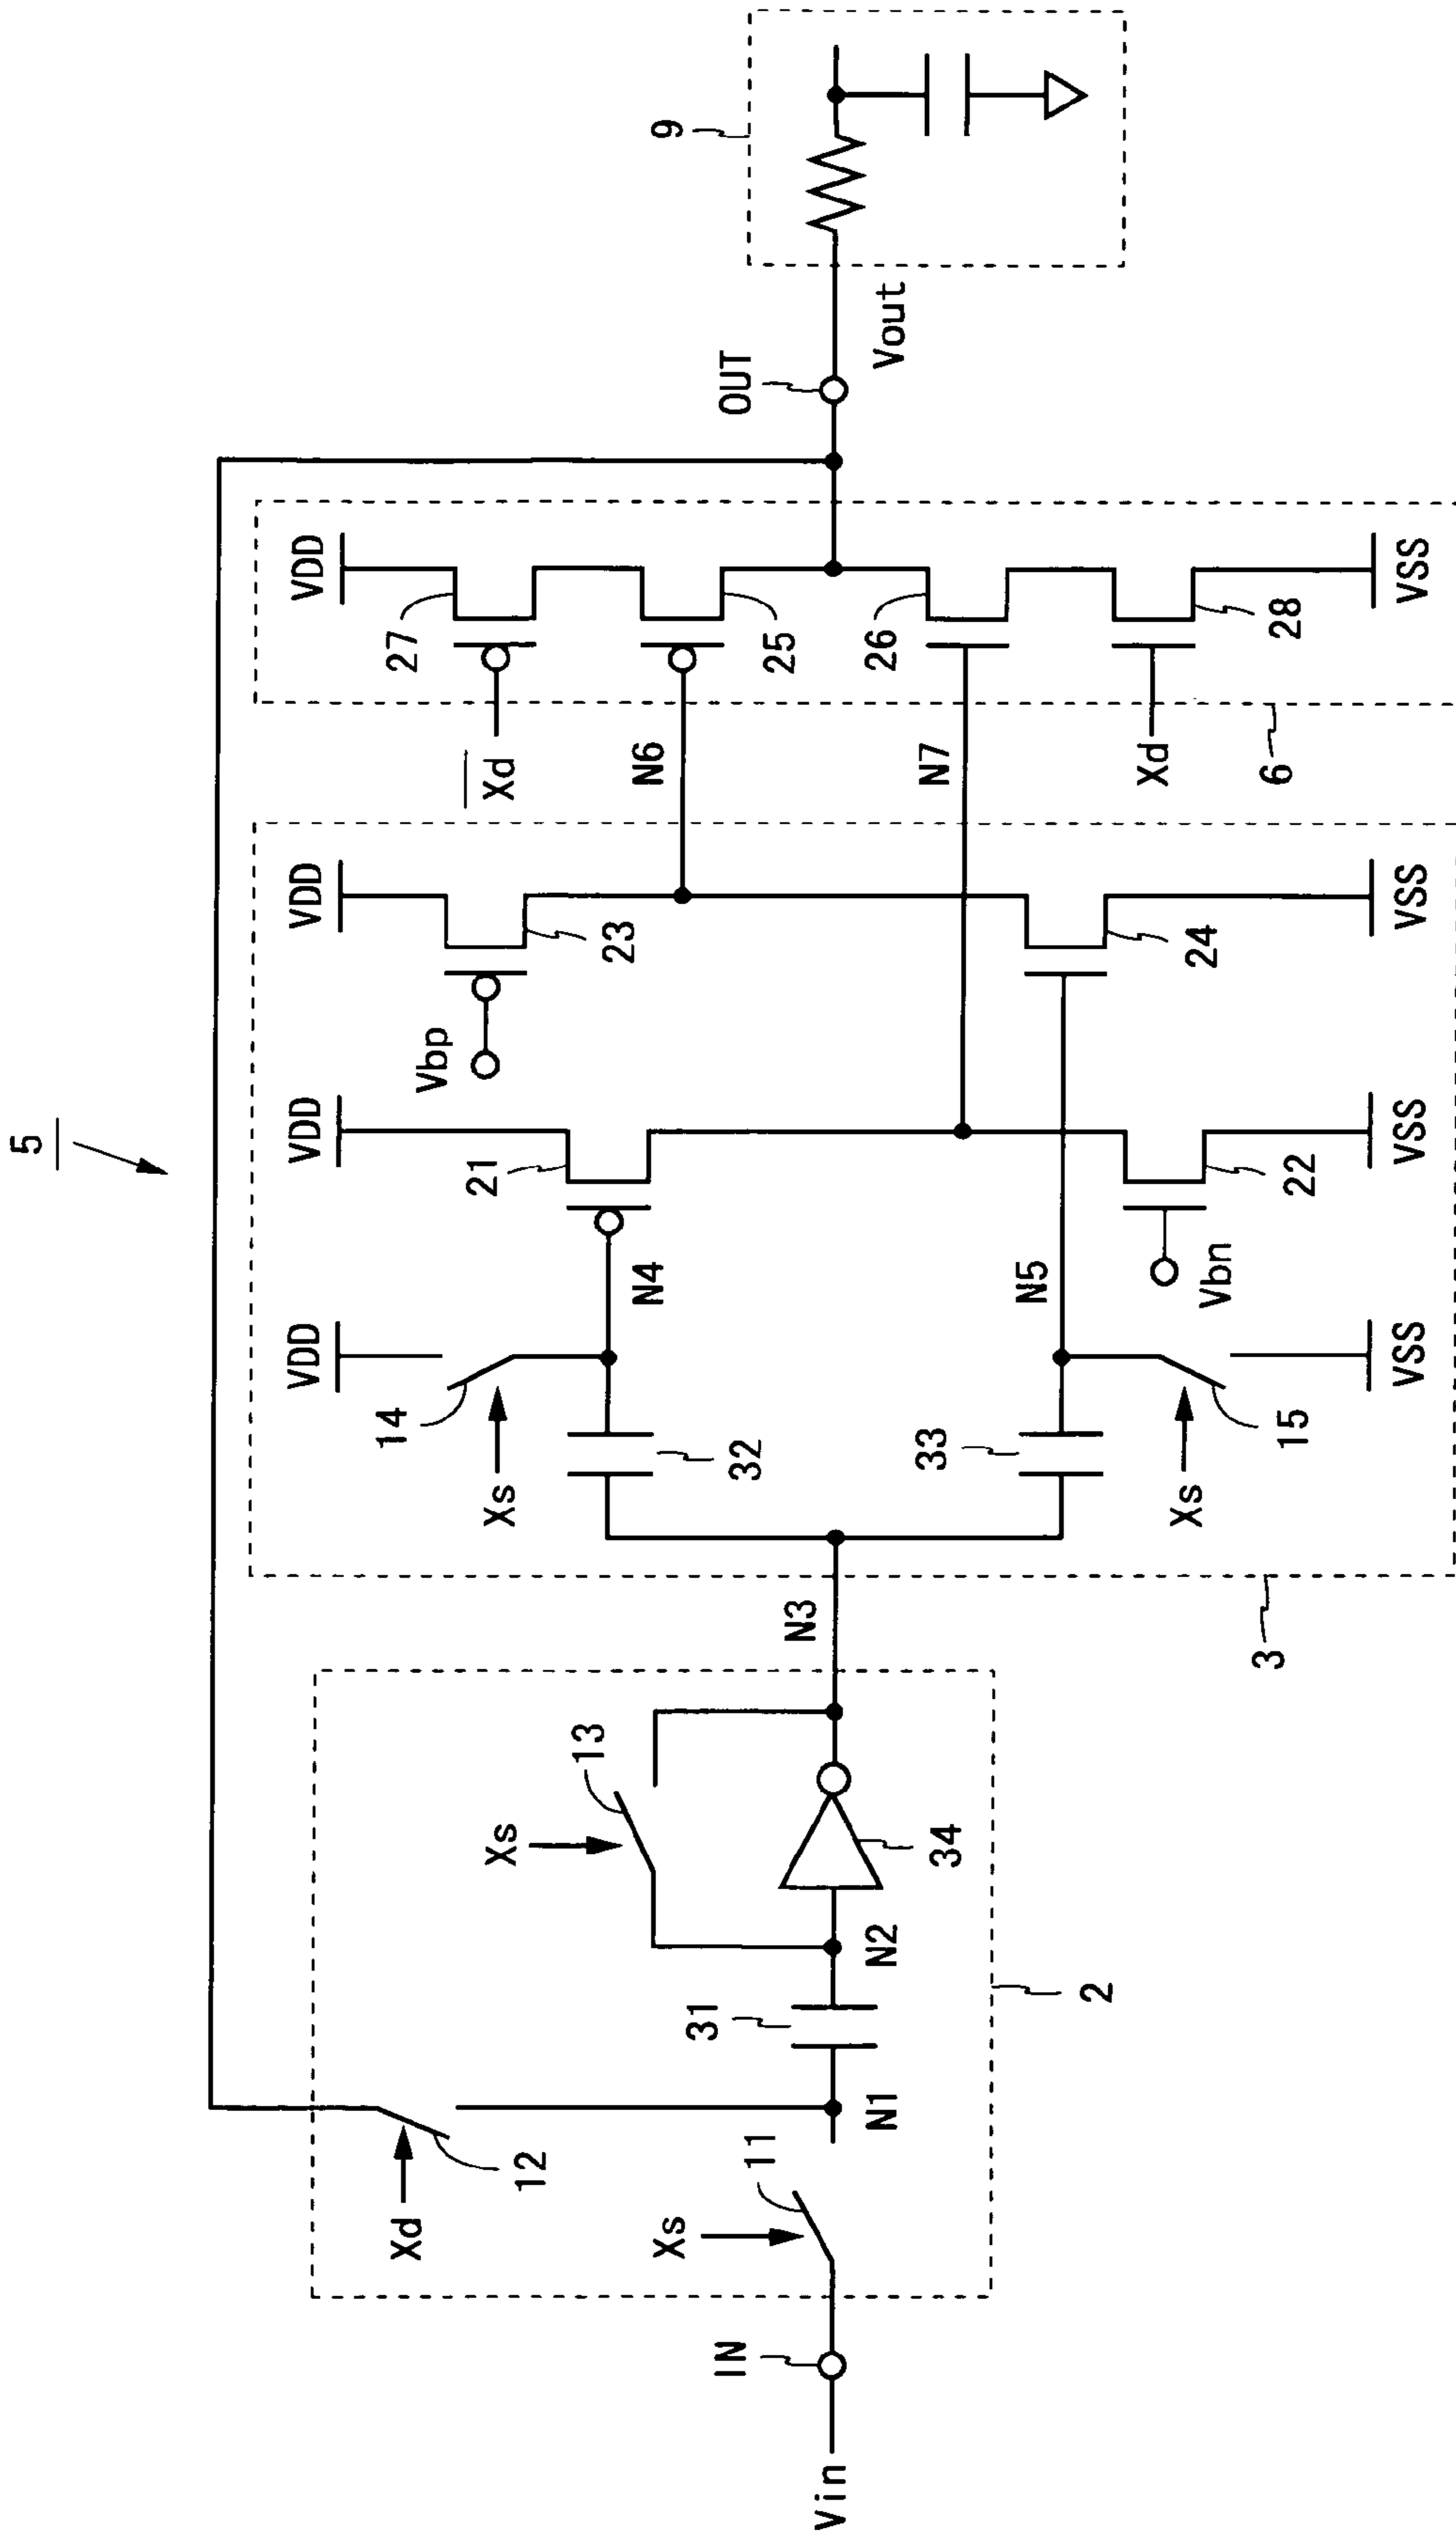 5
VDD
VDD
VDD
VDD
14
21
23
27
Xs
Vbp
Xd
N4
N6
25
32
13
Xs
12
Xd
11
Xs
31
N1
N2
34
N3
33
N5
N7
26
IN
Vin
OUT
Vout
9
Xs
15
Vbn
22
24
Xd
28
VSS
VSS
VSS
VSS
2
3
6